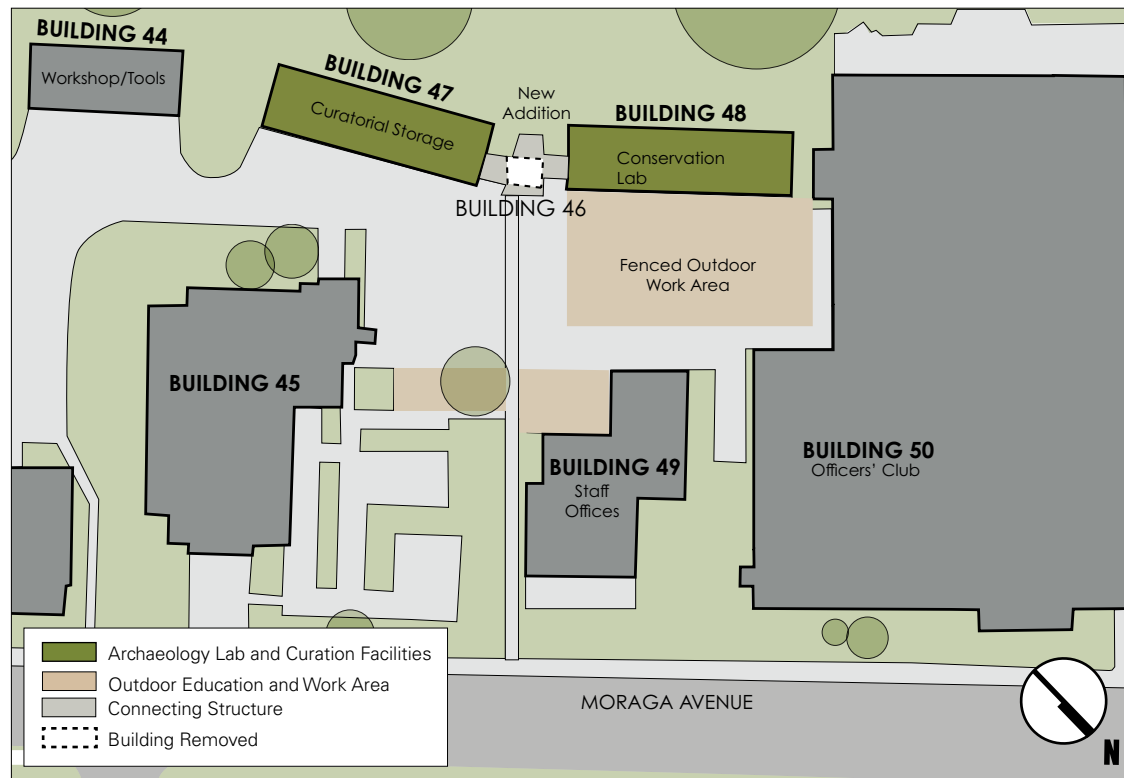 BUILDING 44
Workshop/Tools
BUILDING 47
Curatorial Storage
New
Addition
BUILDING 48
Conservation
Lab
BUILDING 46
Fenced Outdoor
Work Area
BUILDING 45
BUILDING 49
Staff
Offices
BUILDING 50
Officers' Club
Archaeology Lab and Curation Facilities
Outdoor Education and Work Area
Connecting Structure
Building Removed
MORAGA AVENUE
N